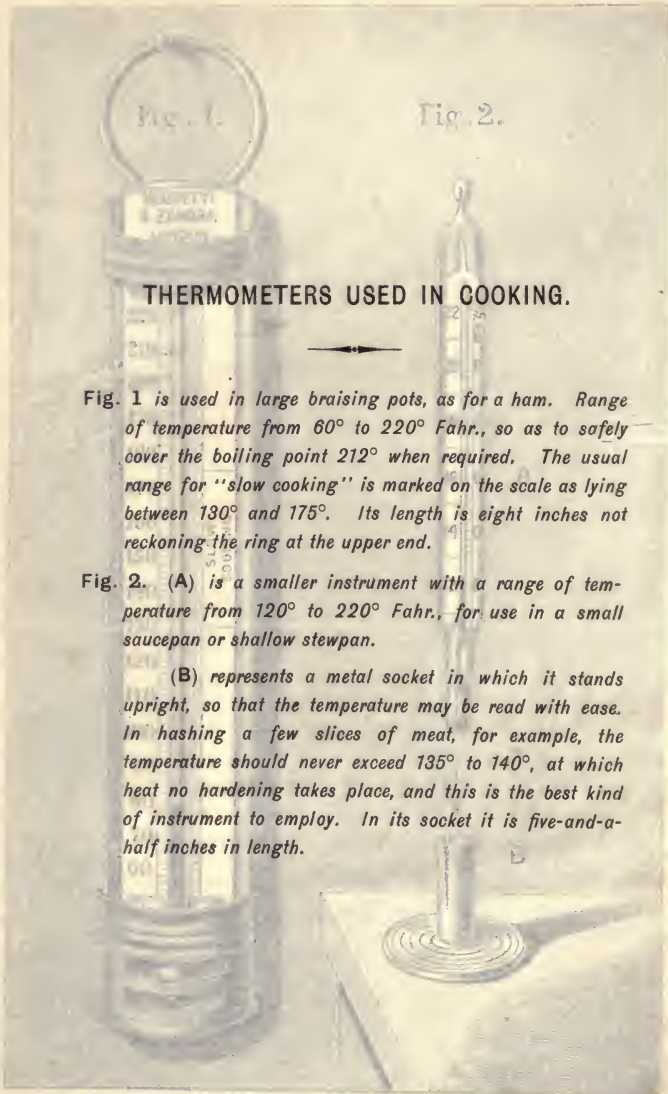 Fig. 1.
Fig. 2.
& ZAMBRA
THERMOMETERS USED IN COOKING.
Fig. 1 is used in large braising pots, as for a ham. Range
of temperature from 60° to 220° Fahr., so as to safely
cover the boiling point 212° when required. The usual
range for "slow cooking" is marked on the scale as lying
between 130° and 175°. Its length is eight inches not
reckoning the ring at the upper end.
Fig. 2. (A) is a smaller instrument with a range of tem-
perature from 120° to 220° Fahr., for use in a small
saucepan or shallow stewpan.
(B) represents a metal socket in which it stands
upright, so that the temperature may be read with ease.
In hashing a few slices of meat, for example, the
temperature should never exceed 135° to 140°, at which
heat no hardening takes place, and this is the best kind
of instrument to employ. In its socket it is five-and-a-
half inches in length.